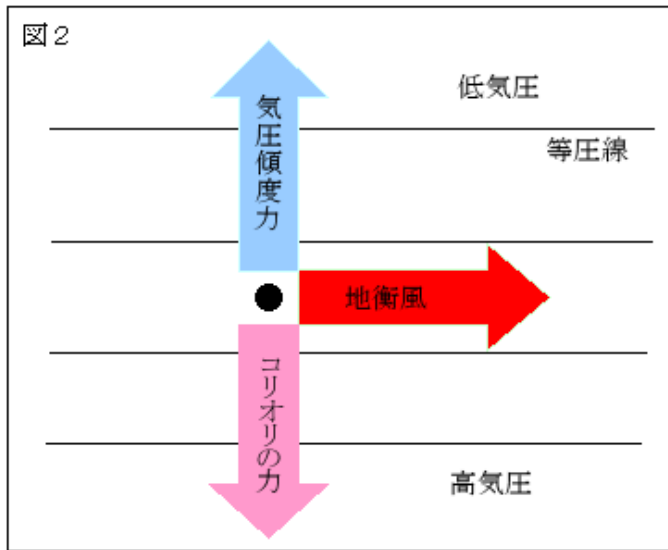 図２
低気圧
気圧傾度力
等圧線
地衡風
コリオリの力
高気圧